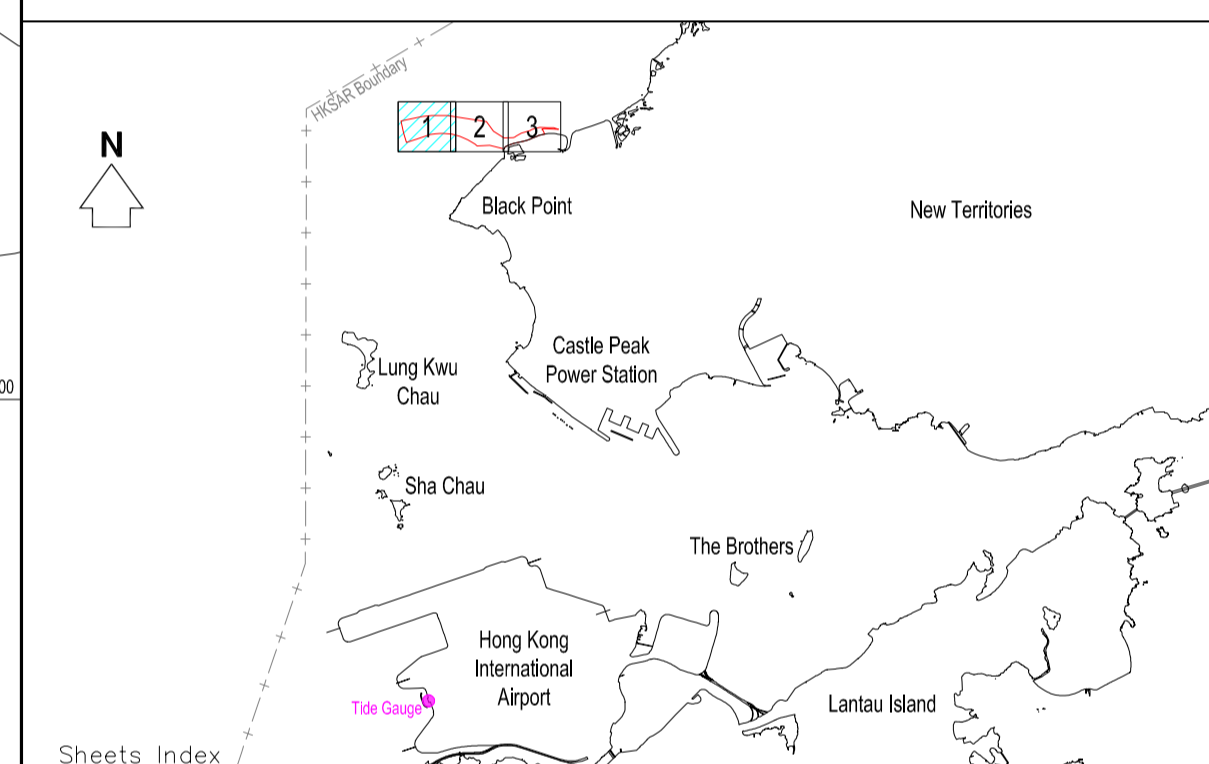 HKSAR Boundary
N
1
2
3
Black Point
New Territories
Castle Peak
Power Station
Lung Kwu
Chau
00
Sha Chau
The Brothers
Hong Kong
International
Airport
Tide Gauge
Lantau Island
Sheets Index